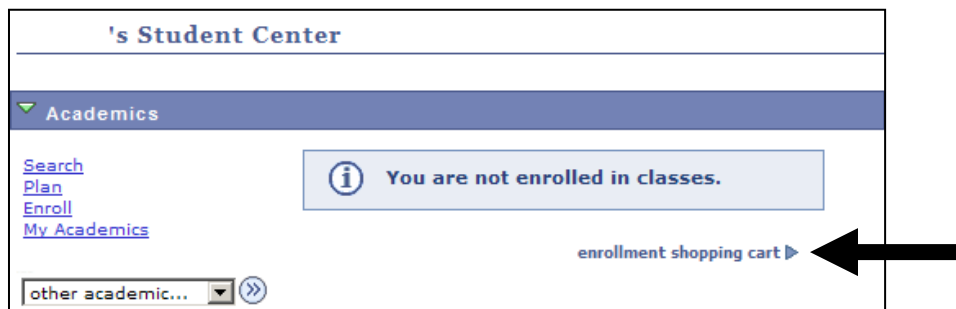 's Student Center
Academics
Search
Plan
Enroll
My Academics
You are not enrolled in classes.
enrollment shopping cart
other academic...